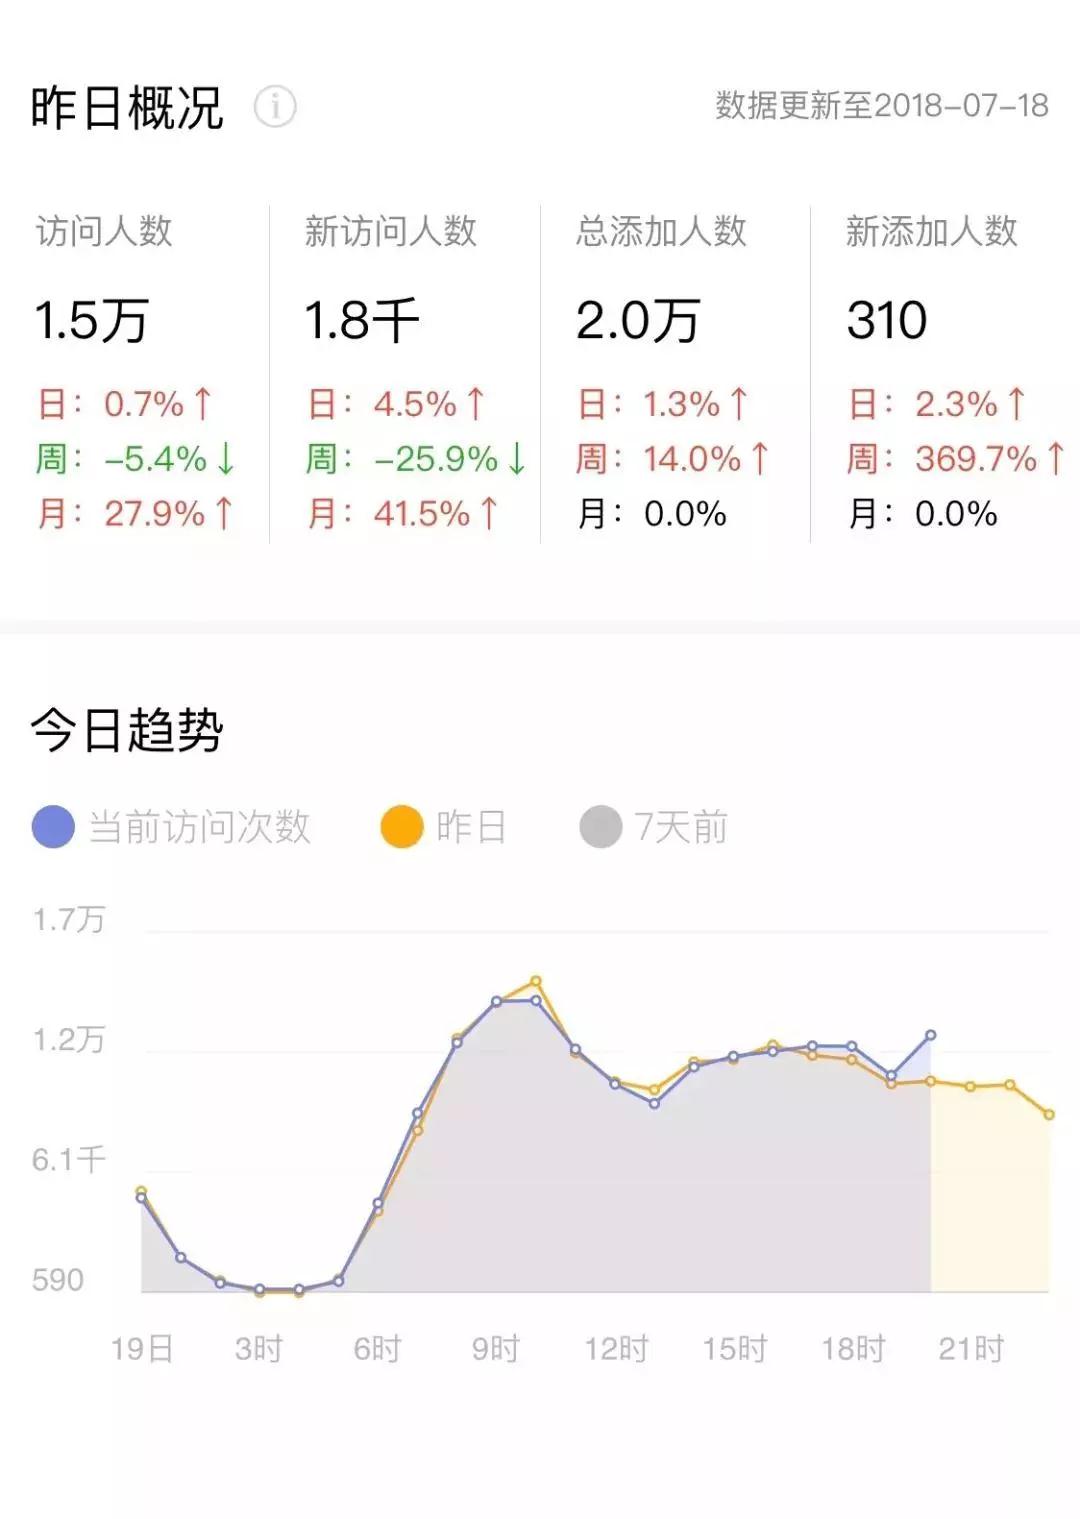 昨日概况
数据更新至2018-07-18
访问人数 新访问人数 总添加人数 新添加人数
1.5万 1.8千 2.0万 310
日：0.7%↑ 日：4.5%↑ 日：1.3%↑ 日：2.3%↑
周：-5.4%↓ 周：-25.9%↓ 周：14.0%↑ 周：369.7%↑
月：27.9%↑ 月：41.5%↑ 月：0.0% 月：0.0%
今日趋势
当前访问次数 昨日 7天前
1.7万
1.2万
6.1千
590
19日 3时 6时 9时 12时 15时 18时 21时